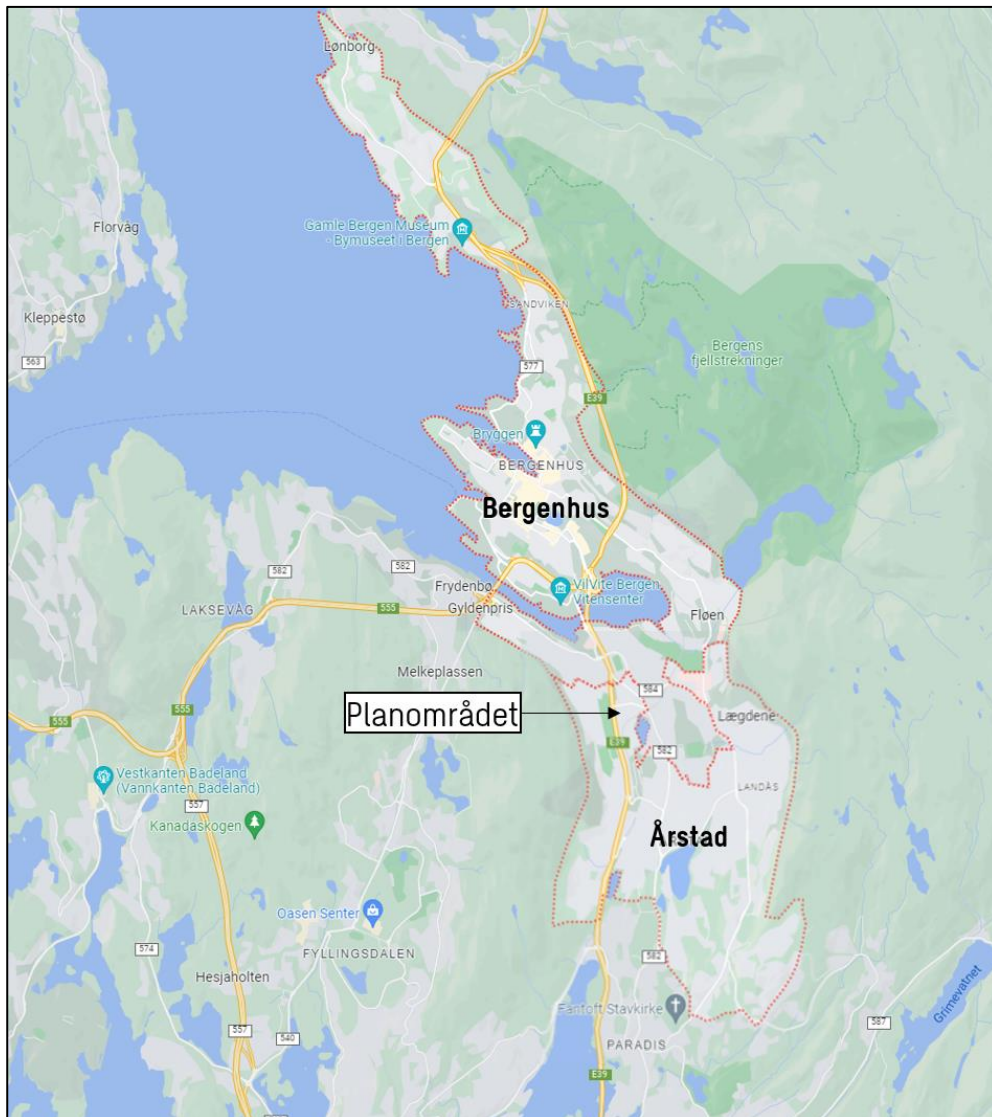 Lønborg
Florvåg
Gamle Bergen Museum
- Bymuseet i Bergen
SANDVIKEN
Kleppestø
563
577
Bergens
fjellstrekninger
E39
Bryggen
BERGENHUS
Bergenhus
582
582
Frydenbø
VilVite Bergen
Vitensenter
LAKSEVÅG
555
Gyldenpris
Fløen
Melkeplassen
584
Planområdet
Lægdene
555
555
E39
582
Vestkanten Badeland
(Vannkanten Badeland)
557
LANDÅS
Kanadaskogen
Årstad
Oasen Senter
574
FYLLINGSDALEN
582
Hesjaholten
Fantoft Stavkirke
Grimevatnet
557
540
PARADIS
587
E39